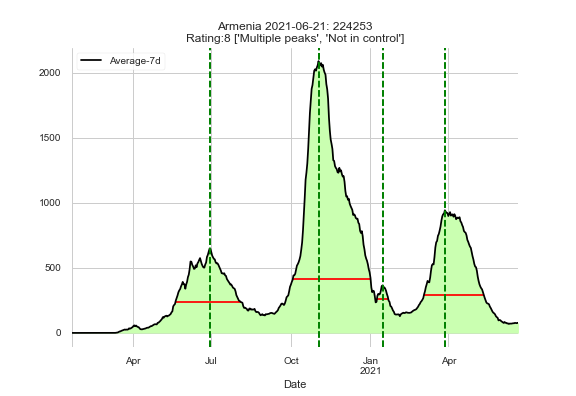 Armenia 2021-06-21: 224253
Rating:8 ['Multiple peaks', 'Not in control']
Average-7d
2000
1500
1000
500
0
Apr Jul Oct Jan Apr
2021
Date